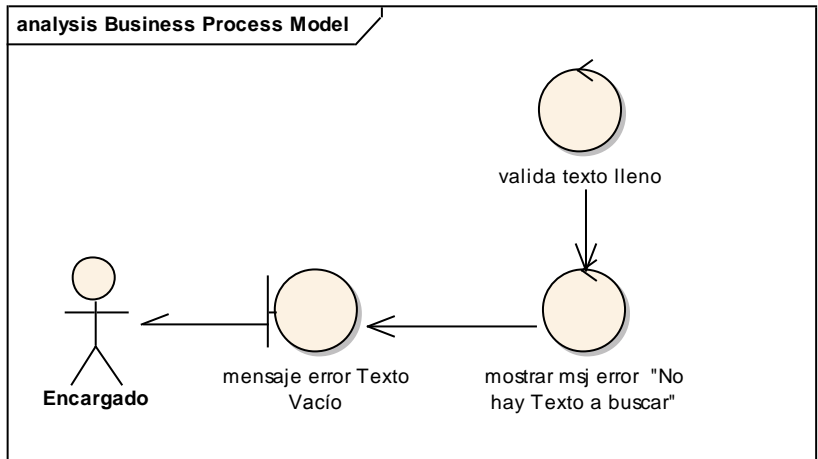 analysis Business Process Model
valida texto lleno
Encargado
mensaje error Texto
Vacío
mostrar msj error "No
hay Texto a buscar"